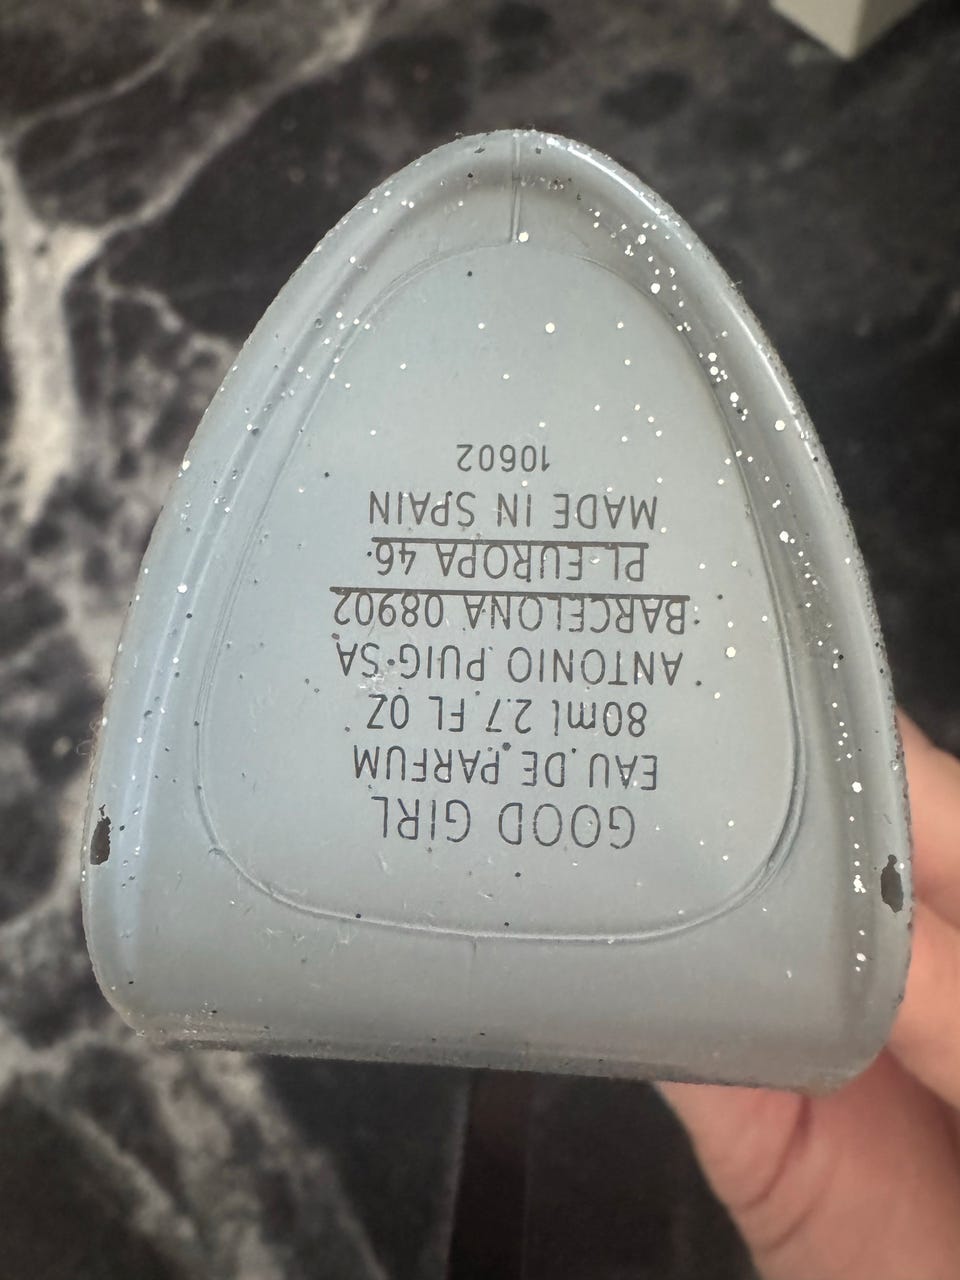 GOOD GIRL
EAU DE PARFUM
80ml 2.7 FL OZ
ANTONIO PUIG SA
BARCELONA 08902
PL EUROPA 46
MADE IN SPAIN
10602